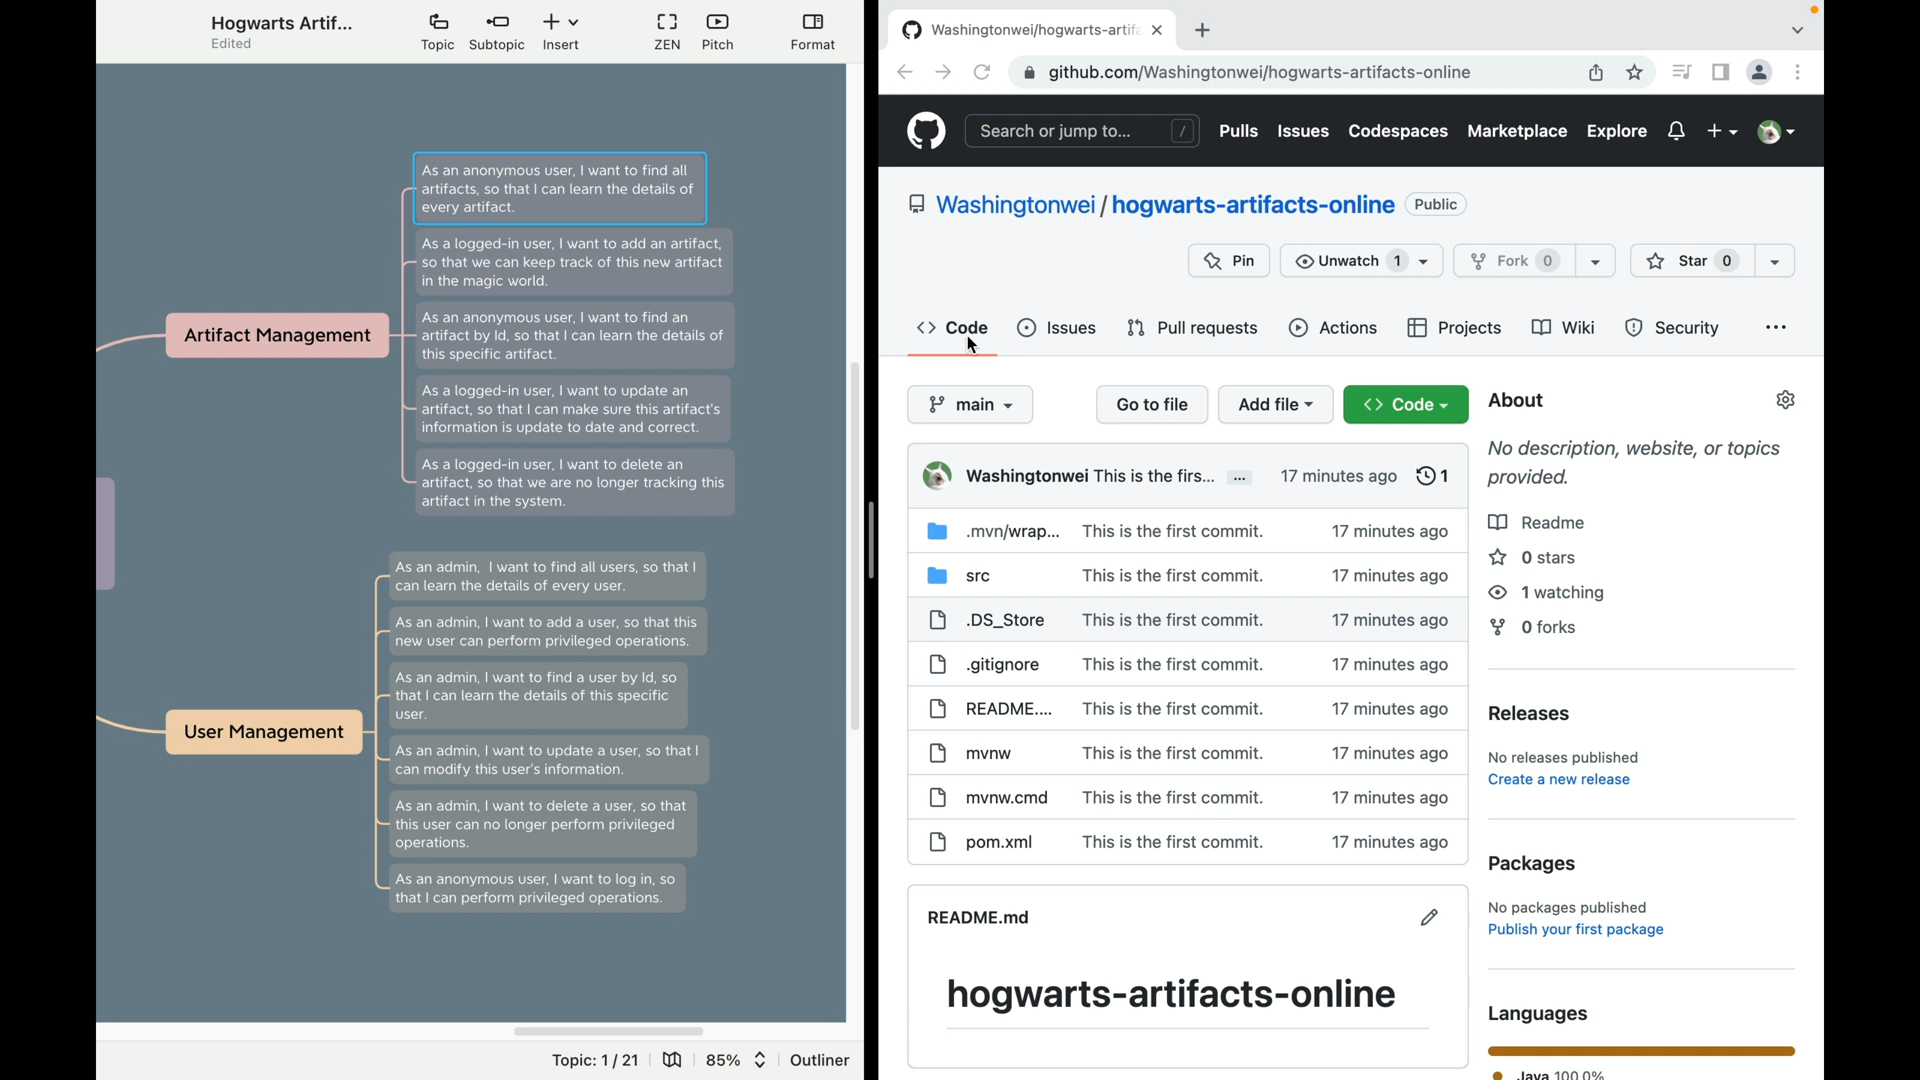 Hogwarts Artif...
Edited
Topic
Subtopic
Insert
ZEN
Pitch
Format
As an anonymous user, I want to find all
artifacts, so that I can learn the details of
every artifact.
As a logged-in user, I want to add an artifact,
so that we can keep track of this new artifact
in the magic world.
Artifact Management
As an anonymous user, I want to find an
artifact by Id, so that I can learn the details of
this specific artifact.
As a logged-in user, I want to update an
artifact, so that I can make sure this artifact's
information is update to date and correct.
As a logged-in user, I want to delete an
artifact, so that we are no longer tracking this
artifact in the system.
As an admin, I want to find all users, so that I
can learn the details of every user.
As an admin, I want to add a user, so that this
new user can perform privileged operations.
As an admin, I want to find a user by Id, so
that I can learn the details of this specific
user.
User Management
As an admin, I want to update a user, so that I
can modify this user's information.
As an admin, I want to delete a user, so that
this user can no longer perform privileged
operations.
As an anonymous user, I want to log in, so
that I can perform privileged operations.
Topic: 1 / 21
85%
Outliner
Washingtonwei/hogwarts-artifa
github.com/Washingtonwei/hogwarts-artifacts-online
Search or jump to...
/
Pulls
Issues
Codespaces
Marketplace
Explore
Washingtonwei / hogwarts-artifacts-online
Public
Pin
Unwatch 1
Fork 0
Star 0
Code
Issues
Pull requests
Actions
Projects
Wiki
Security
...
main
Go to file
Add file
Code
Washingtonwei This is the firs... ... 17 minutes ago 1
.mvn/wrap... This is the first commit. 17 minutes ago
src This is the first commit. 17 minutes ago
.DS_Store This is the first commit. 17 minutes ago
.gitignore This is the first commit. 17 minutes ago
README.... This is the first commit. 17 minutes ago
mvnw This is the first commit. 17 minutes ago
mvnw.cmd This is the first commit. 17 minutes ago
pom.xml This is the first commit. 17 minutes ago
README.md
hogwarts-artifacts-online
About
No description, website, or topics
provided.
Readme
0 stars
1 watching
0 forks
Releases
No releases published
Create a new release
Packages
No packages published
Publish your first package
Languages
Java 100.0%